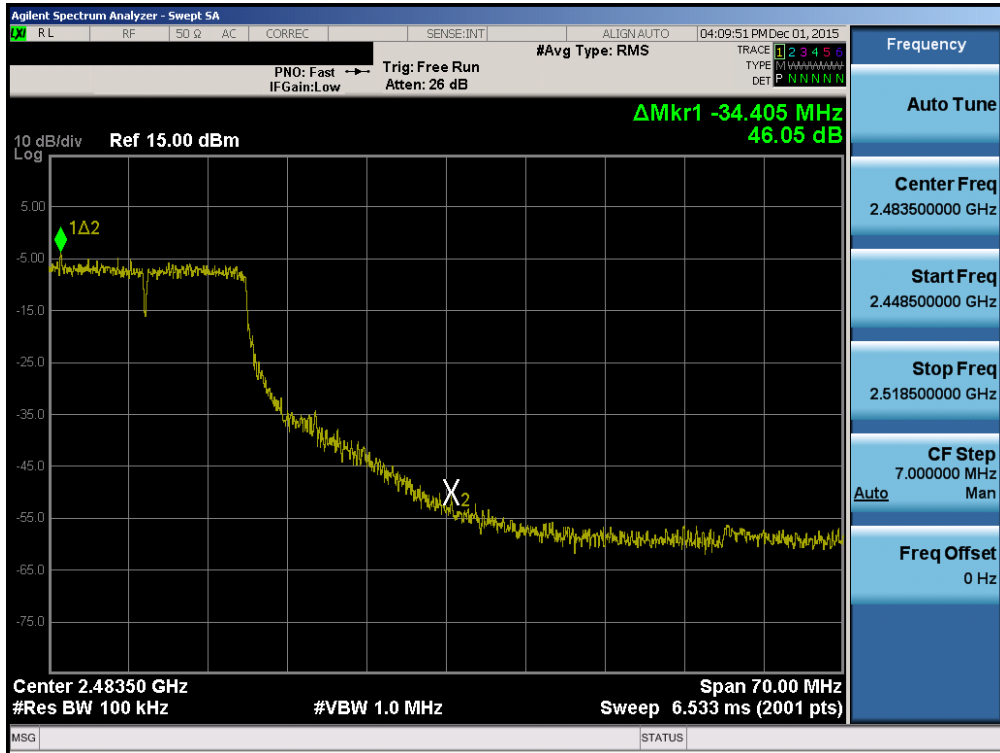 Agilent Spectrum Analyzer - Swept SA
LXI RL RF 50 Ω AC CORREC SENSE:INT ALIGN AUTO 04:09:51 PM Dec 01, 2015
#Avg Type: RMS TRACE 1 2 3 4 5 6
PNO: Fast Trig: Free Run TYPE M WWWWW
IFGain:Low Atten: 26 dB DET P N N N N N
ΔMkr1 -34.405 MHz
46.05 dB
10 dB/div Ref 15.00 dBm
Log
5.00
1Δ2
-5.00
-15.0
-25.0
-35.0
-45.0
X2
-55.0
-65.0
-75.0
Center 2.48350 GHz Span 70.00 MHz
#Res BW 100 kHz #VBW 1.0 MHz Sweep 6.533 ms (2001 pts)
MSG STATUS
Frequency
Auto Tune
Center Freq
2.483500000 GHz
Start Freq
2.448500000 GHz
Stop Freq
2.518500000 GHz
CF Step
7.000000 MHz
Auto Man
Freq Offset
0 Hz